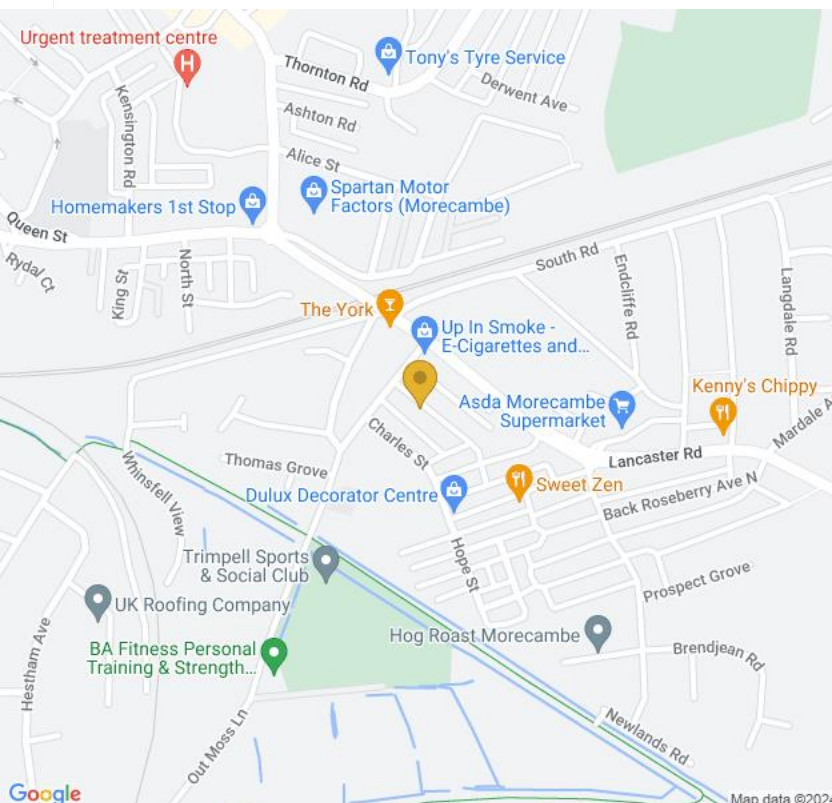 Urgent treatment centre
H
Tony's Tyre Service
Thornton Rd
Derwent Ave
Kensington Rd
Ashton Rd
Alice St
Homemakers 1st Stop
Spartan Motor
Factors (Morecambe)
Queen St
Rydal Ct
King St
North St
South Rd
Endcliffe Rd
Langdale Rd
The York
Up In Smoke -
E-Cigarettes and...
Asda Morecambe
Supermarket
Kenny's Chippy
Mardale A
Charles St
Lancaster Rd
Thomas Grove
Whinsfell View
Dulux Decorator Centre
Sweet Zen
Back Roseberry Ave N
Hope St
Trimpell Sports
& Social Club
Prospect Grove
UK Roofing Company
Hog Roast Morecambe
Hestham Ave
BA Fitness Personal
Training & Strength...
Brendjean Rd
Out Moss Ln
Newlands Rd
Google
Map data ©202